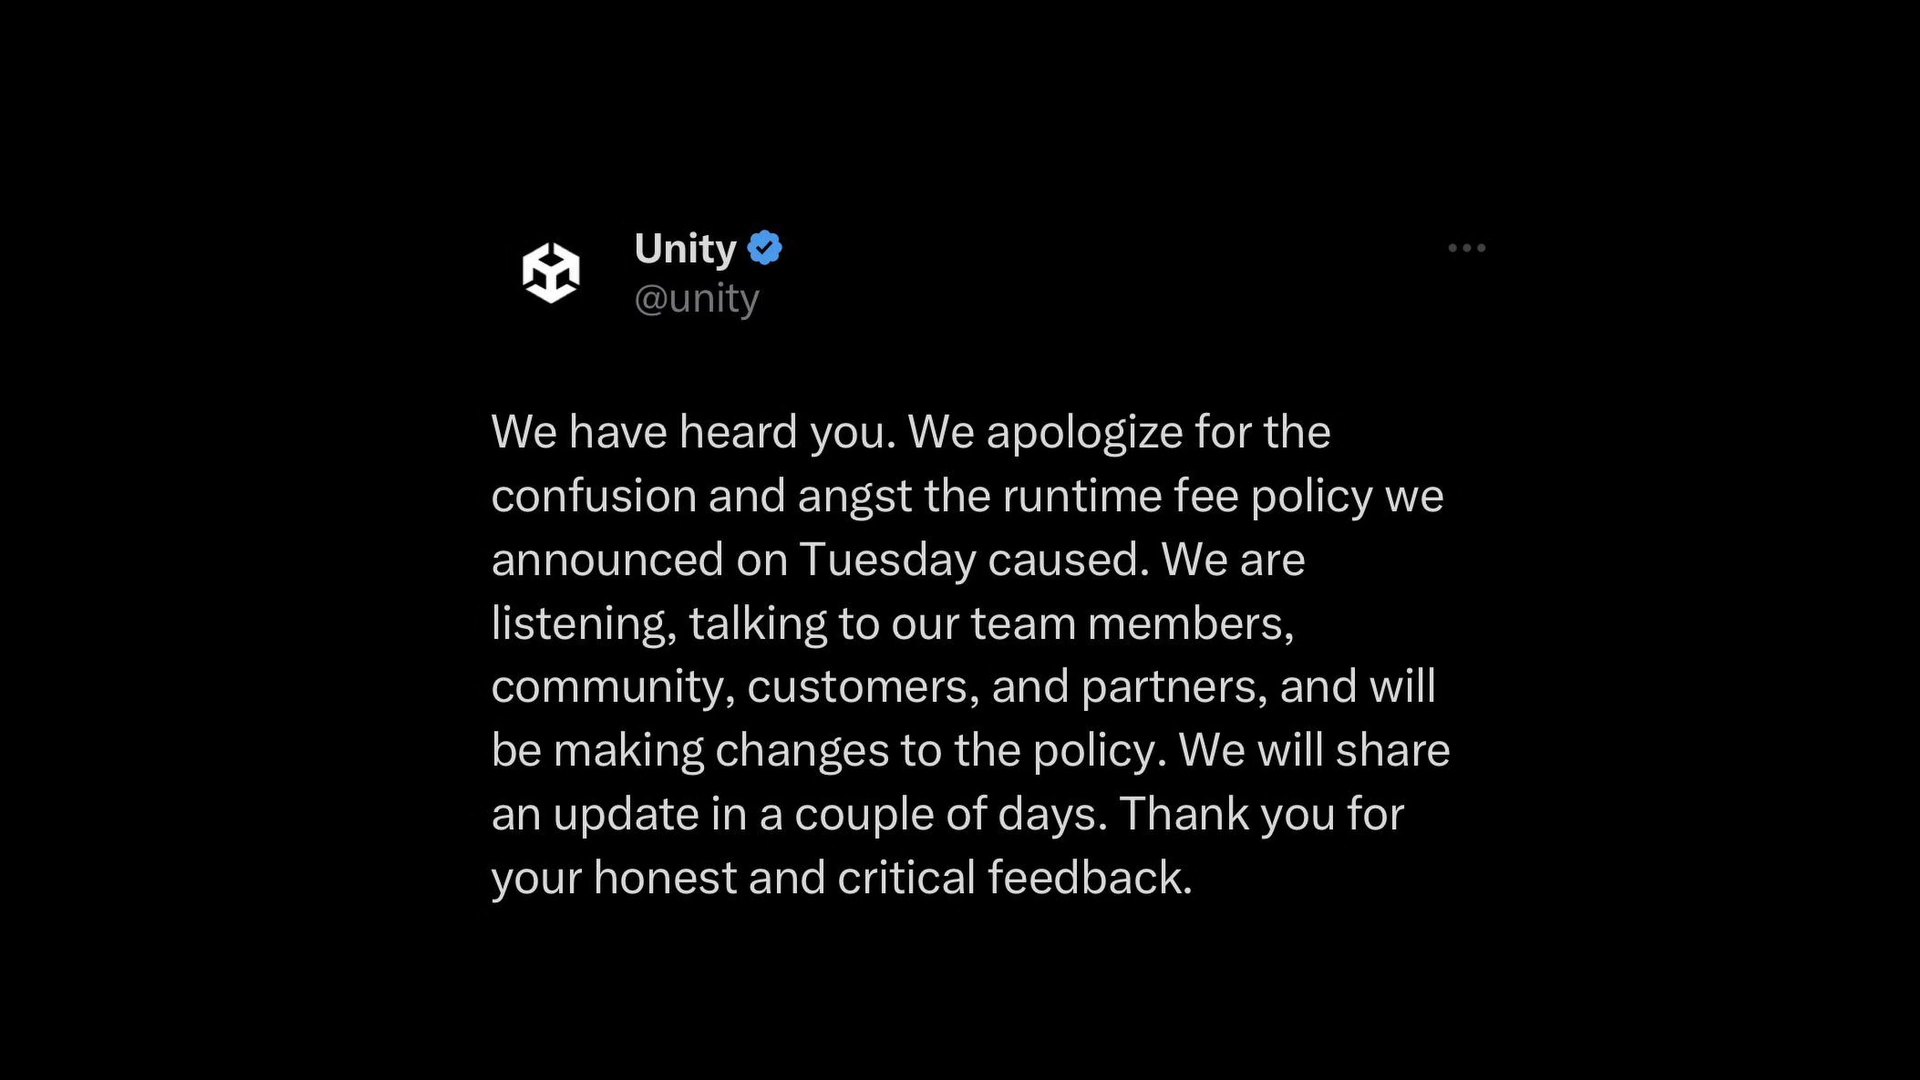 Unity
@unity
We have heard you. We apologize for the
confusion and angst the runtime fee policy we
announced on Tuesday caused. We are
listening, talking to our team members,
community, customers, and partners, and will
be making changes to the policy. We will share
an update in a couple of days. Thank you for
your honest and critical feedback.